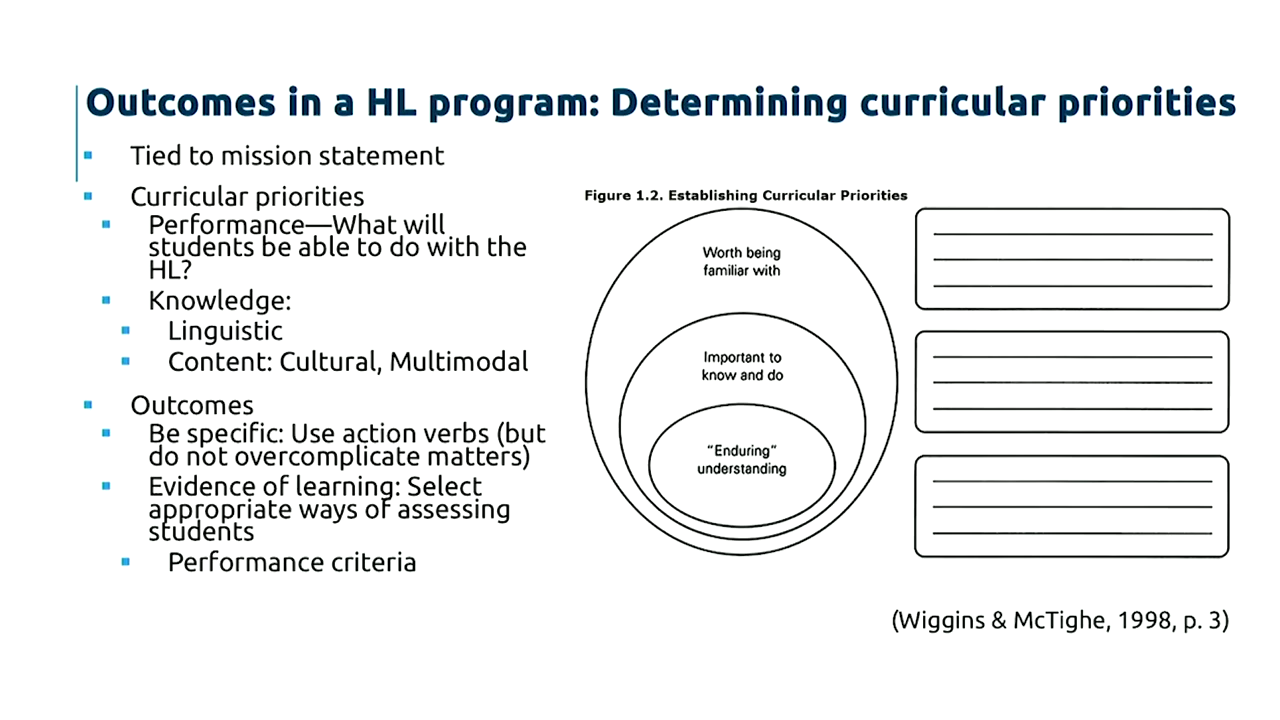 Outcomes in a HL program: Determining curricular priorities
Tied to mission statement
Curricular priorities
Performance—What will
students be able to do with the
HL?
Knowledge:
Linguistic
Content: Cultural, Multimodal
Outcomes
Be specific: Use action verbs (but
do not overcomplicate matters)
Evidence of learning: Select
appropriate ways of assessing
students
Performance criteria
Figure 1.2. Establishing Curricular Priorities
Worth being
familiar with
Important to
know and do
"Enduring"
understanding
(Wiggins & McTighe, 1998, p. 3)